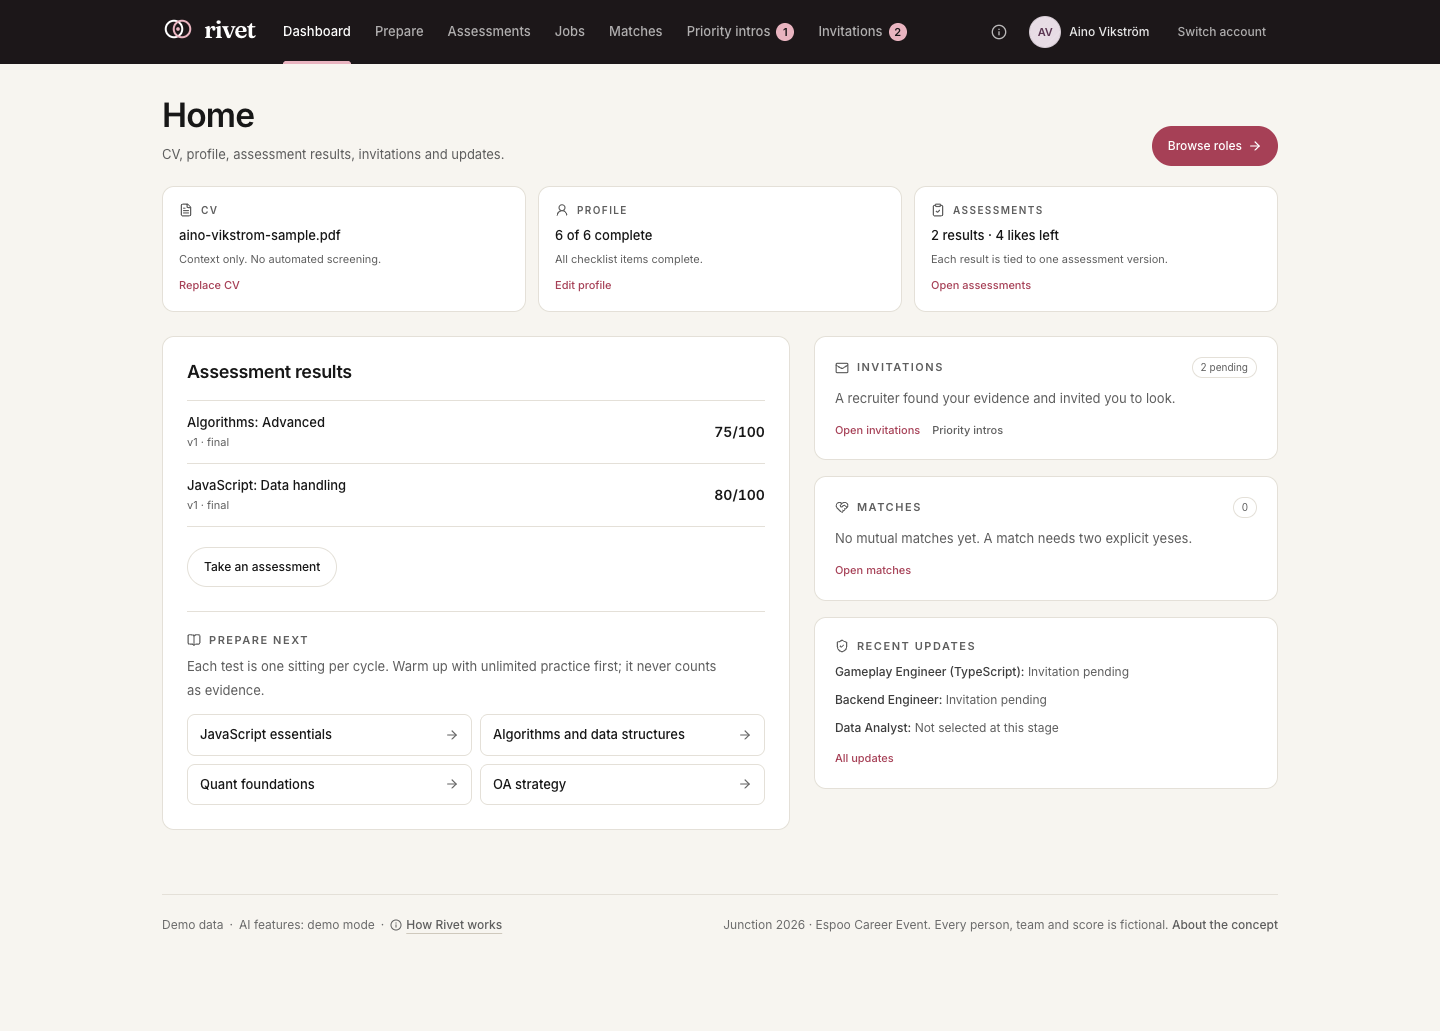 rivet
Dashboard
Prepare
Assessments
Jobs
Matches
Priority intros 1
Invitations 2
AV
Aino Vikström
Switch account
Home
CV, profile, assessment results, invitations and updates.
Browse roles
CV
aino-vikstrom-sample.pdf
Context only. No automated screening.
Replace CV
PROFILE
6 of 6 complete
All checklist items complete.
Edit profile
ASSESSMENTS
2 results · 4 likes left
Each result is tied to one assessment version.
Open assessments
Assessment results
Algorithms: Advanced
v1 · final
75/100
JavaScript: Data handling
v1 · final
80/100
Take an assessment
PREPARE NEXT
Each test is one sitting per cycle. Warm up with unlimited practice first; it never counts
as evidence.
JavaScript essentials
Algorithms and data structures
Quant foundations
OA strategy
INVITATIONS
2 pending
A recruiter found your evidence and invited you to look.
Open invitations
Priority intros
MATCHES
0
No mutual matches yet. A match needs two explicit yeses.
Open matches
RECENT UPDATES
Gameplay Engineer (TypeScript): Invitation pending
Backend Engineer: Invitation pending
Data Analyst: Not selected at this stage
All updates
Demo data · AI features: demo mode · How Rivet works
Junction 2026 · Espoo Career Event. Every person, team and score is fictional. About the concept